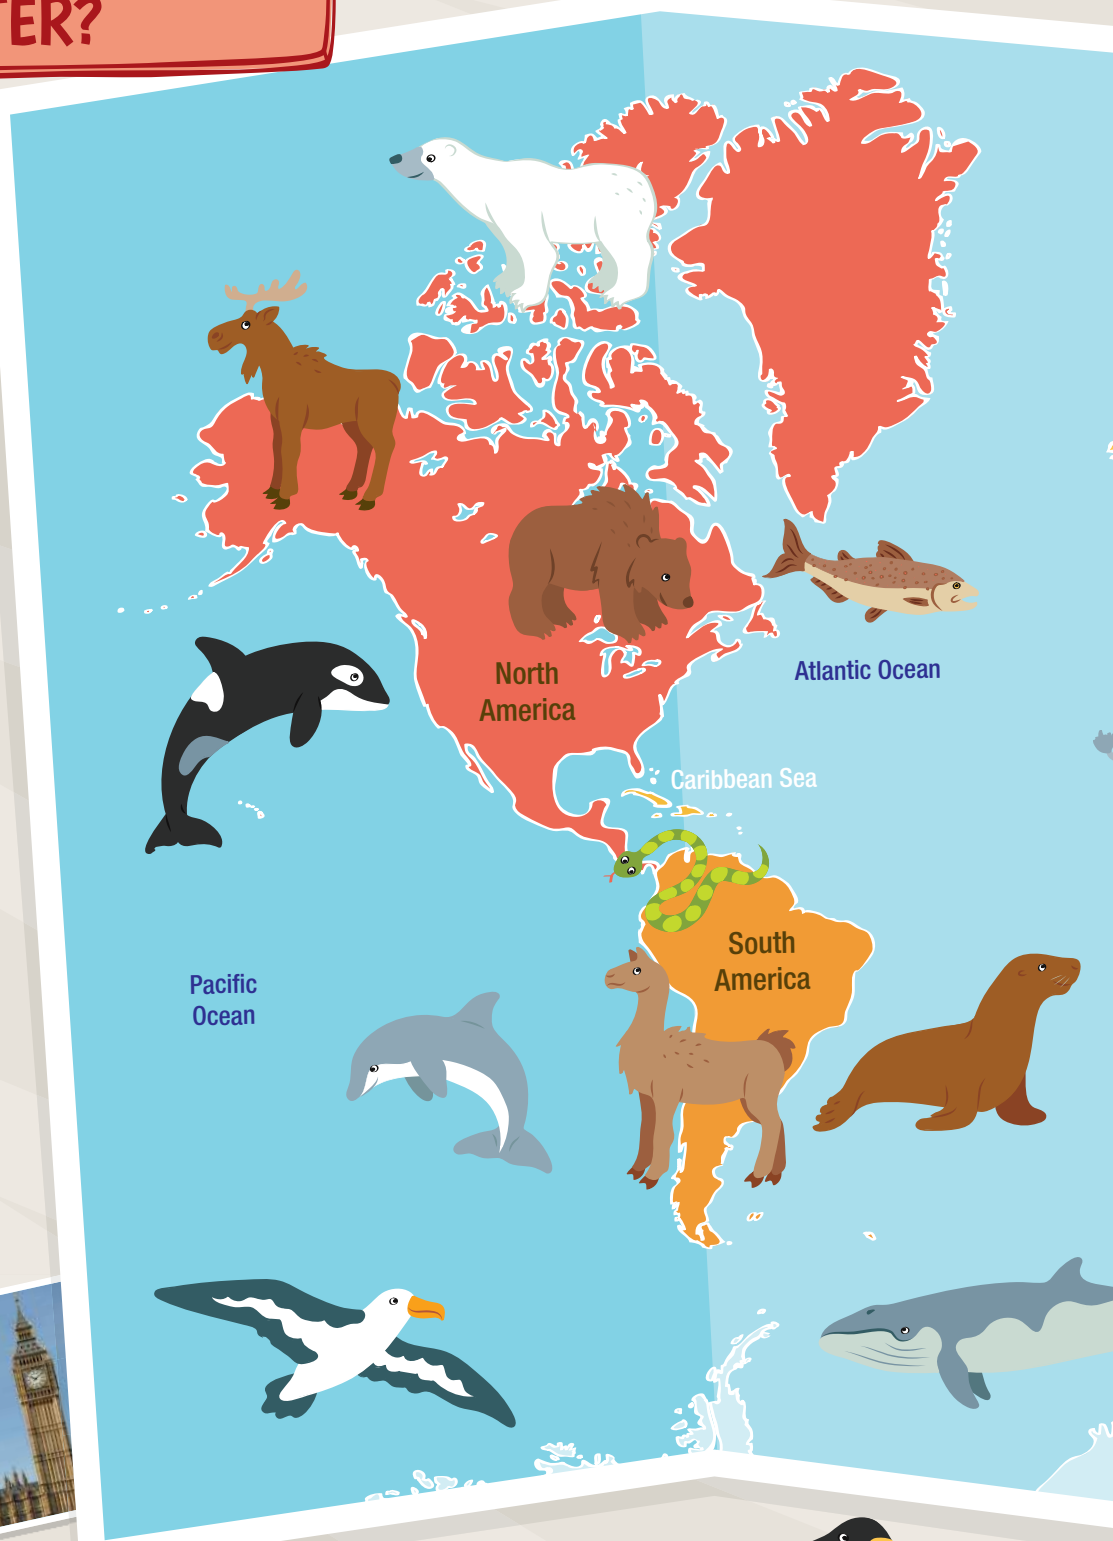 ER?
North
America
Atlantic Ocean
Caribbean Sea
South
America
Pacific
Ocean